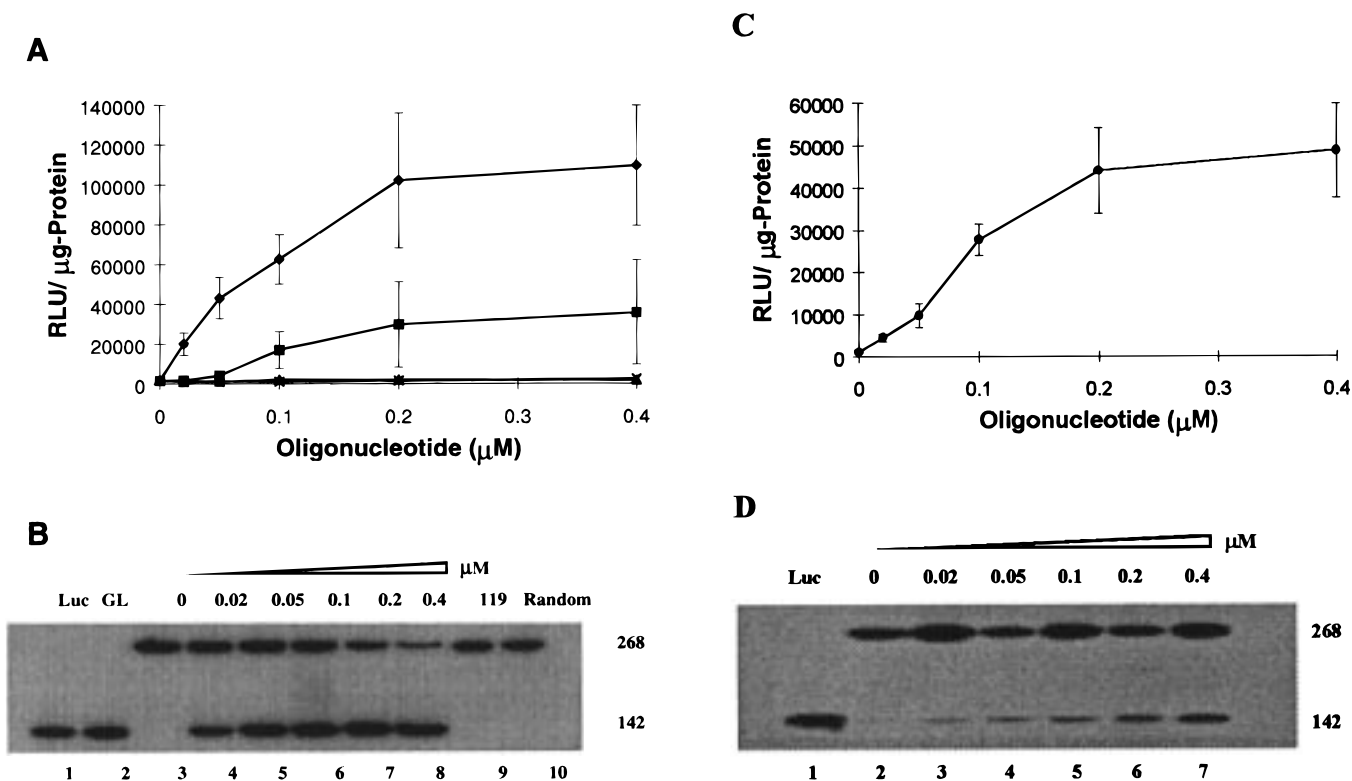 A
140000
120000
100000
80000
60000
40000
20000
0
RLU/ µg-Protein
0 0.1 0.2 0.3 0.4
Oligonucleotide (µM)
B
µM
Luc GL 0 0.02 0.05 0.1 0.2 0.4 119 Random
268
142
1 2 3 4 5 6 7 8 9 10
C
60000
50000
40000
30000
20000
10000
0
RLU/ µg-Protein
0 0.1 0.2 0.3 0.4
Oligonucleotide (µM)
D
µM
Luc 0 0.02 0.05 0.1 0.2 0.4
268
142
1 2 3 4 5 6 7